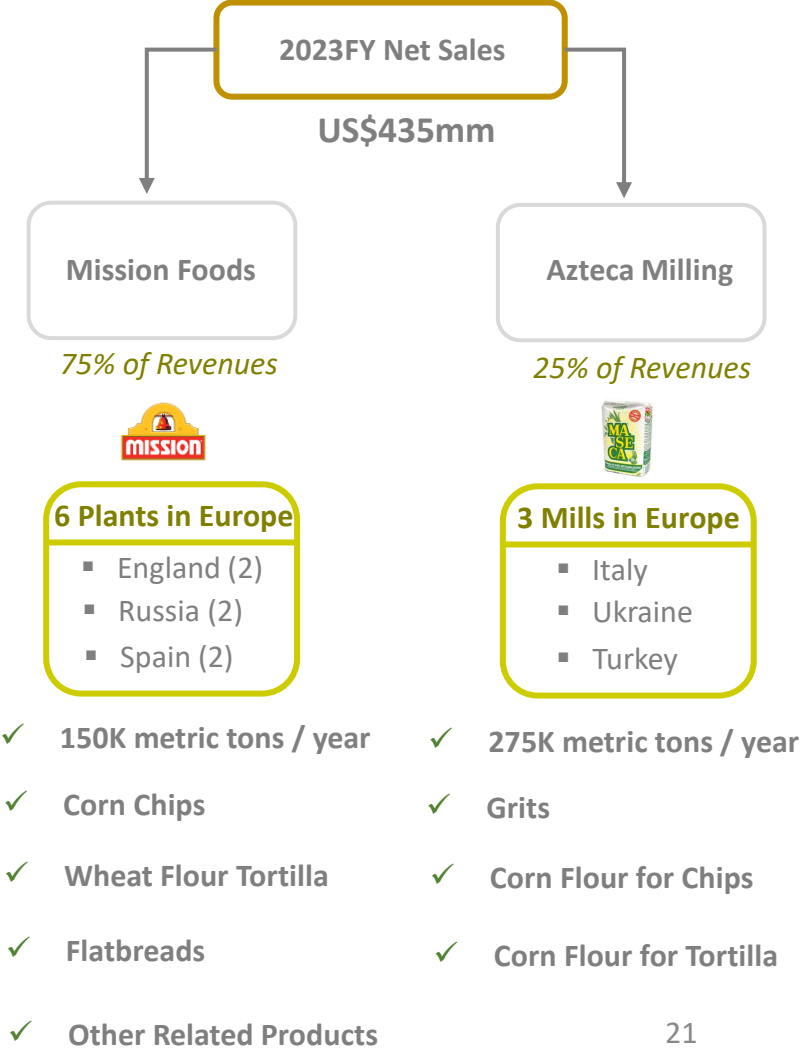 2023FY Net Sales
US$435mm
Mission Foods
75% of Revenues
MISSION
6 Plants in Europe
England (2)
Russia (2)
Spain (2)
150K metric tons / year
Corn Chips
Wheat Flour Tortilla
Flatbreads
Other Related Products
Azteca Milling
25% of Revenues
MA
SE
CA
3 Mills in Europe
Italy
Ukraine
Turkey
275K metric tons / year
Grits
Corn Flour for Chips
Corn Flour for Tortilla
21